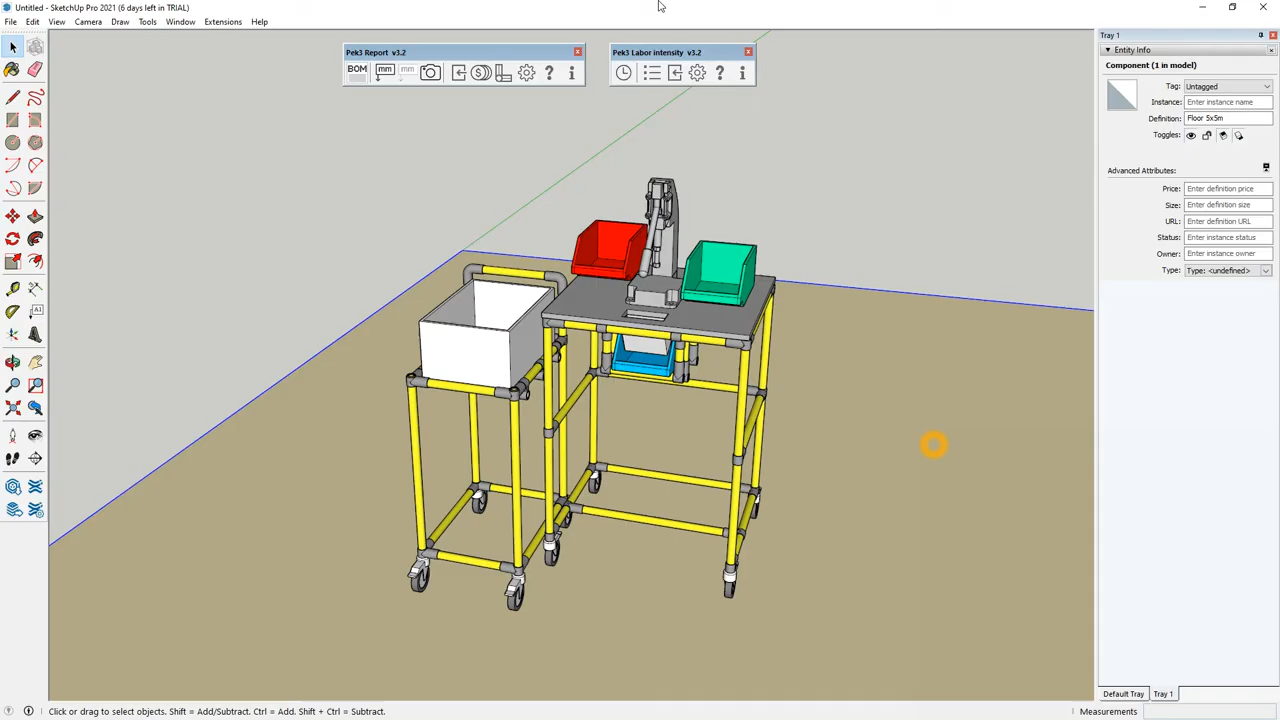 Untitled - SketchUp Pro 2021 (6 days left in TRIAL)
File Edit View Camera Draw Tools Window Extensions Help
Pek3 Report v3.2
Pek3 Labor intensity v3.2
BOM mm mm
A1
Tray 1
Entity Info
Component (1 in model)
Tag: Untagged
Instance: Enter instance name
Definition: Floor 5x5m
Toggles:
Advanced Attributes:
Price: Enter definition price
Size: Enter definition size
URL: Enter definition URL
Status: Enter instance status
Owner: Enter instance owner
Type: Type: <undefined>
Default Tray Tray 1
Click or drag to select objects. Shift = Add/Subtract. Ctrl = Add. Shift + Ctrl = Subtract.
Measurements